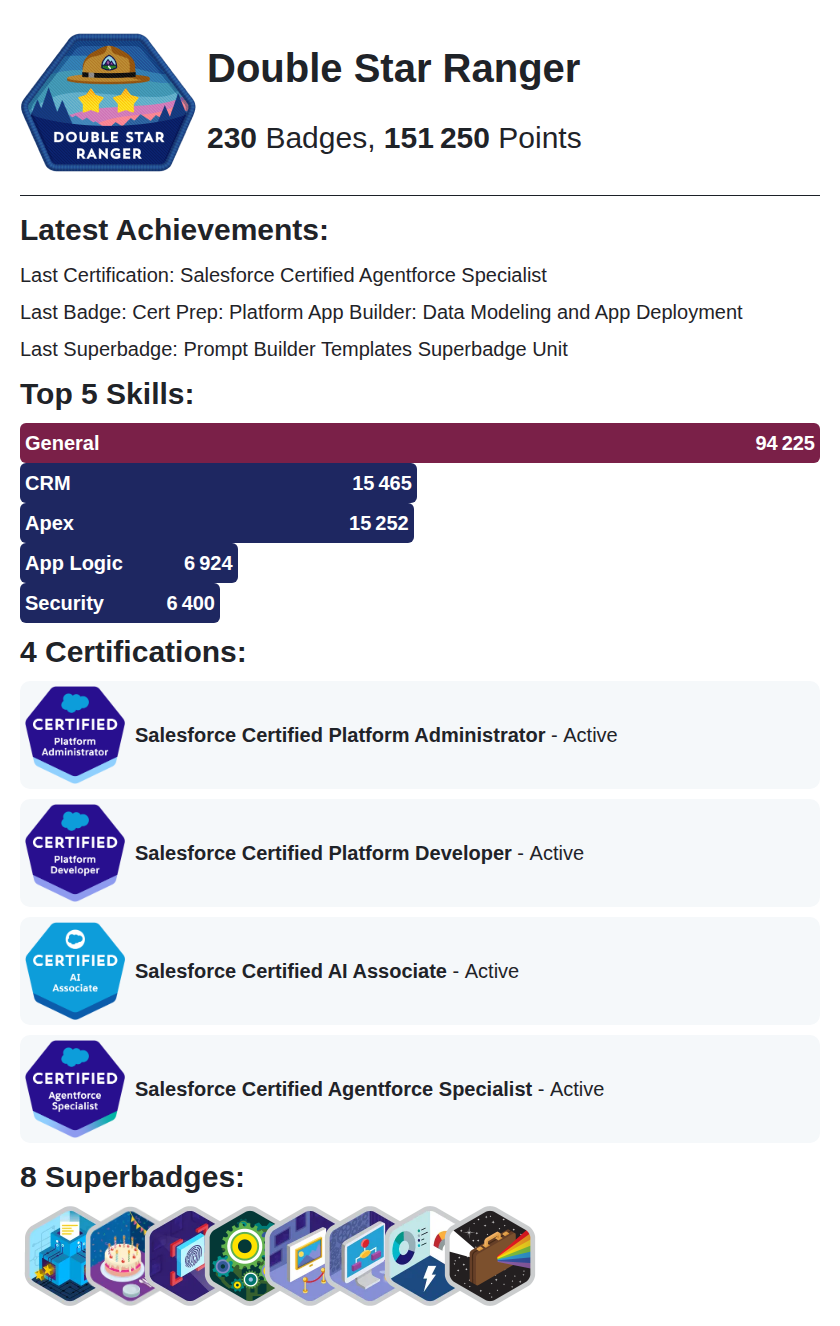 DOUBLE STAR
RANGER
Double Star Ranger
230 Badges, 151 250 Points
Latest Achievements:
Last Certification: Salesforce Certified Agentforce Specialist
Last Badge: Cert Prep: Platform App Builder: Data Modeling and App Deployment
Last Superbadge: Prompt Builder Templates Superbadge Unit
Top 5 Skills:
General 94 225
CRM 15 465
Apex 15 252
App Logic 6 924
Security 6 400
4 Certifications:
CERTIFIED
Platform
Administrator
Salesforce Certified Platform Administrator - Active
CERTIFIED
Platform
Developer
Salesforce Certified Platform Developer - Active
CERTIFIED
AI
Associate
Salesforce Certified AI Associate - Active
CERTIFIED
Agentforce
Specialist
Salesforce Certified Agentforce Specialist - Active
8 Superbadges: